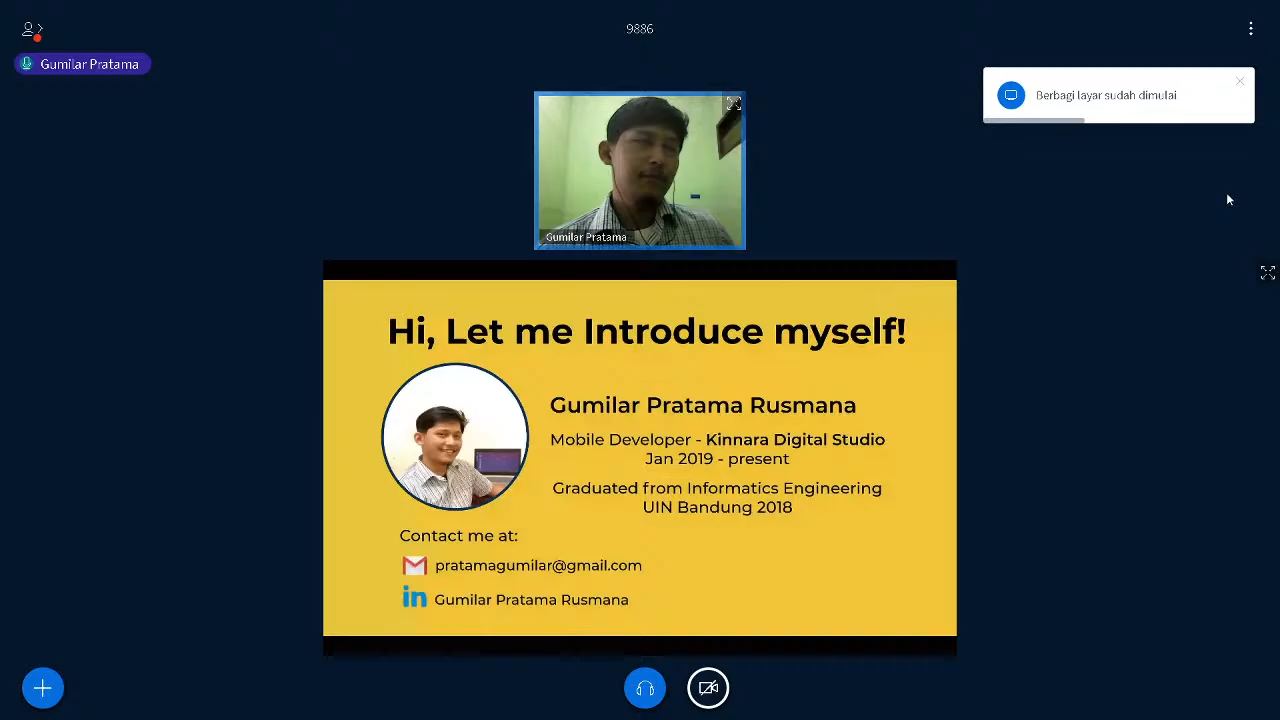 9886
Gumilar Pratama
Berbagi layar sudah dimulai
Gumilar Pratama
Hi, Let me Introduce myself!
Gumilar Pratama Rusmana
Mobile Developer - Kinnara Digital Studio
Jan 2019 - present
Graduated from Informatics Engineering
UIN Bandung 2018
Contact me at:
pratamagumilar@gmail.com
in Gumilar Pratama Rusmana